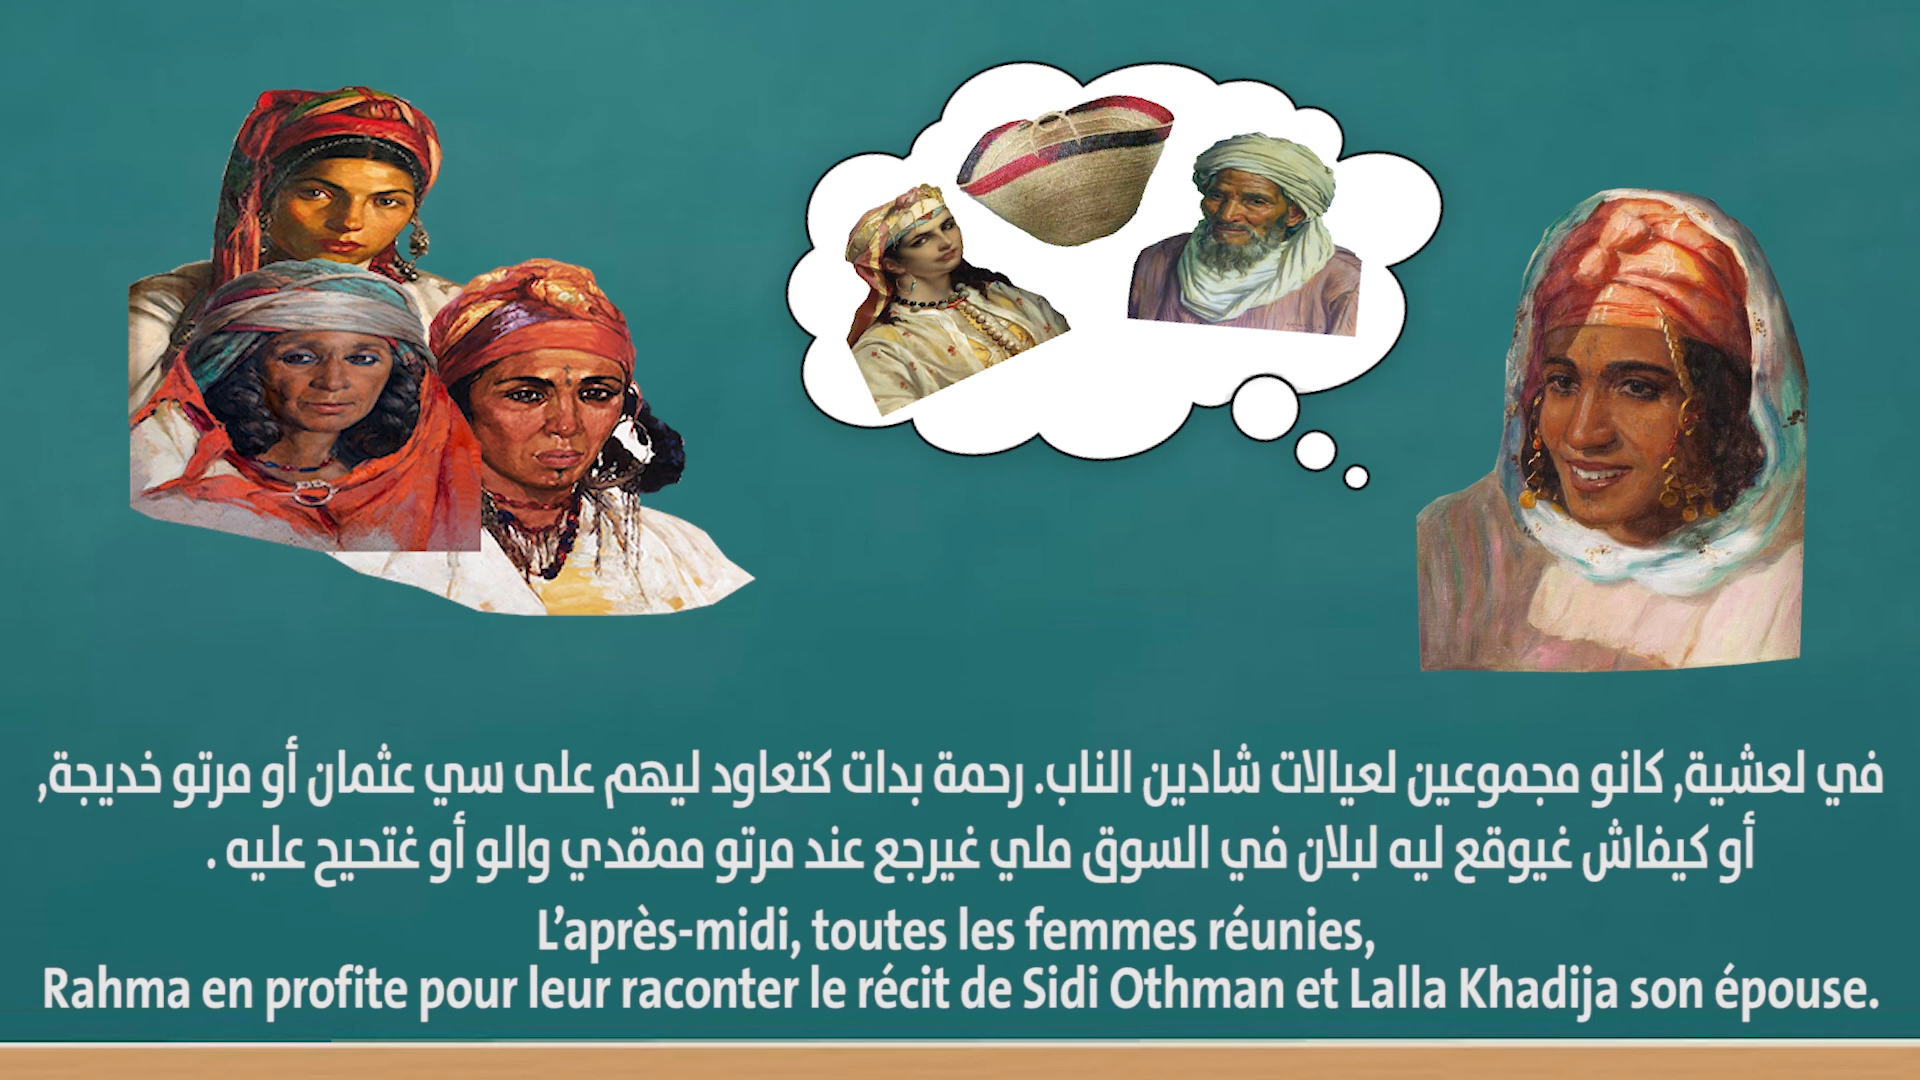 في لعشية, كانو مجموعين لعيالات شادين الناب. رحمة بدات كتعاود ليهم على سي عثمان أو مرتو خديجة,
أو كيفاش غيوقع ليه لبلان في السوق ملي غيرجع عند مرتو ممقدي والو أو غتحيح عليه .
L’après-midi, toutes les femmes réunies,
Rahma en profite pour leur raconter le récit de Sidi Othman et Lalla Khadija son épouse.